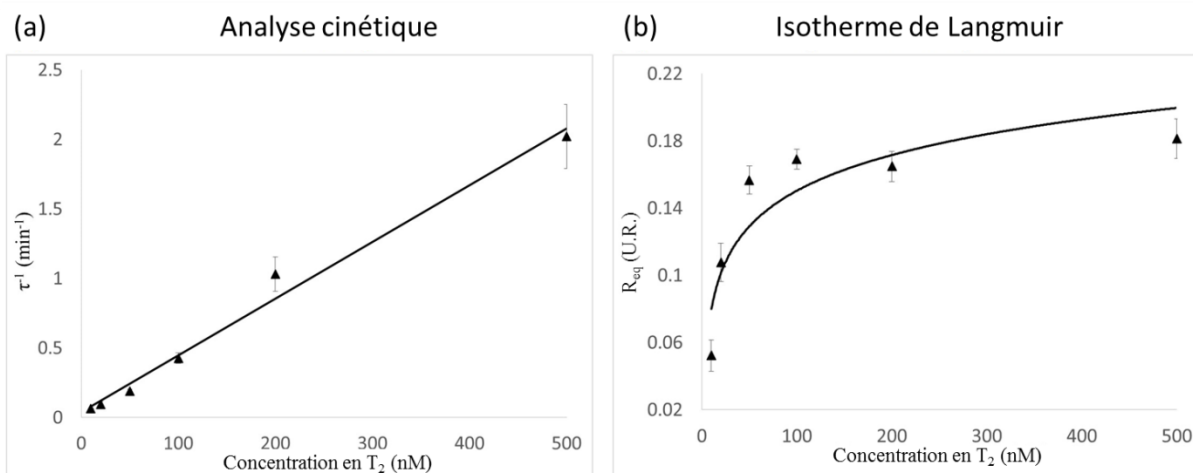 (a) Analyse cinétique
2.5
2
1.5
1
0.5
0
τ⁻¹ (min⁻¹)
0 100 200 300 400 500
Concentration en T₂ (nM)
(b) Isotherme de Langmuir
0.22
0.18
0.14
0.1
0.06
0.02
R_eq (U.R.)
0 100 200 300 400 500
Concentration en T₂ (nM)